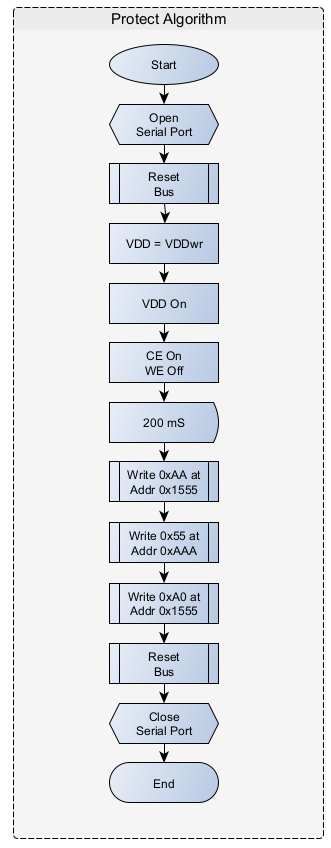 Protect Algorithm
Start
Open
Serial Port
Reset
Bus
VDD = VDDwr
VDD On
CE On
WE Off
200 mS
Write 0xAA at
Addr 0x1555
Write 0x55 at
Addr 0xAAA
Write 0xA0 at
Addr 0x1555
Reset
Bus
Close
Serial Port
End